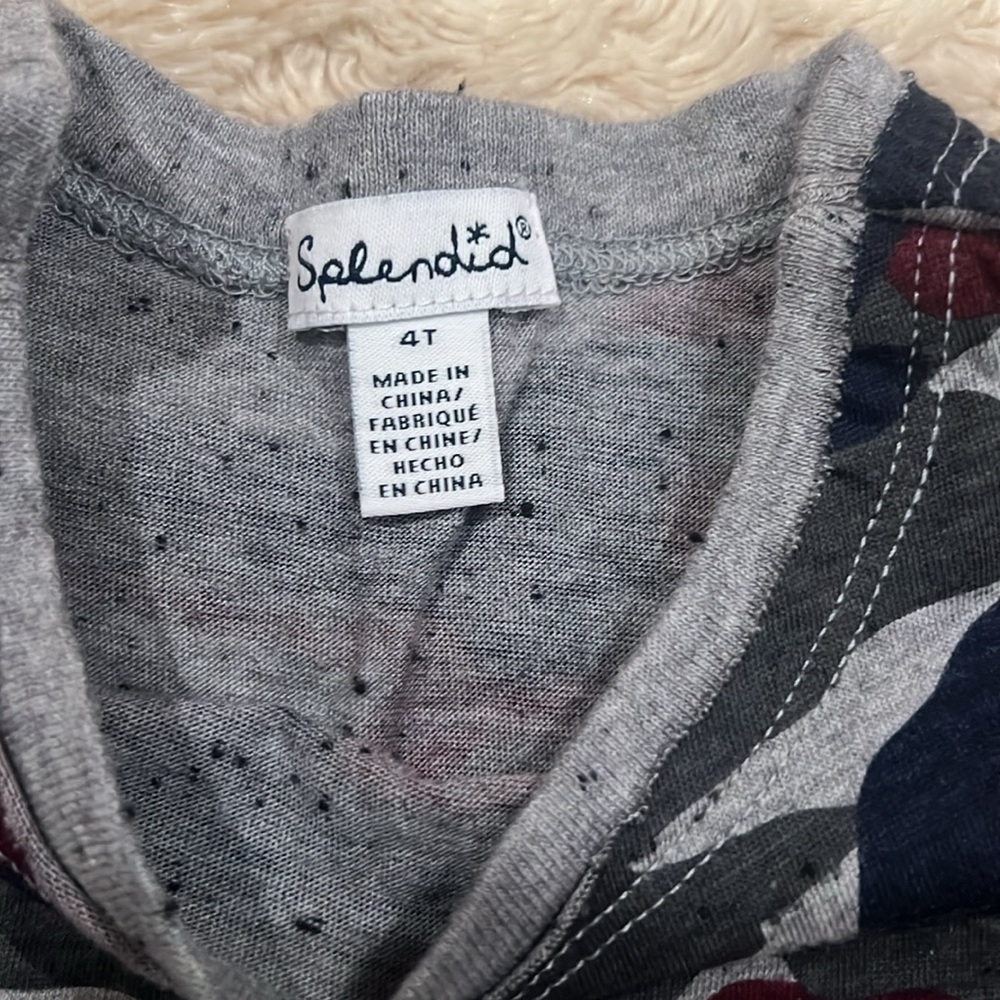 Splendid®
4T
MADE IN
CHINA/
FABRIQUÉ
EN CHINE/
HECHO
EN CHINA